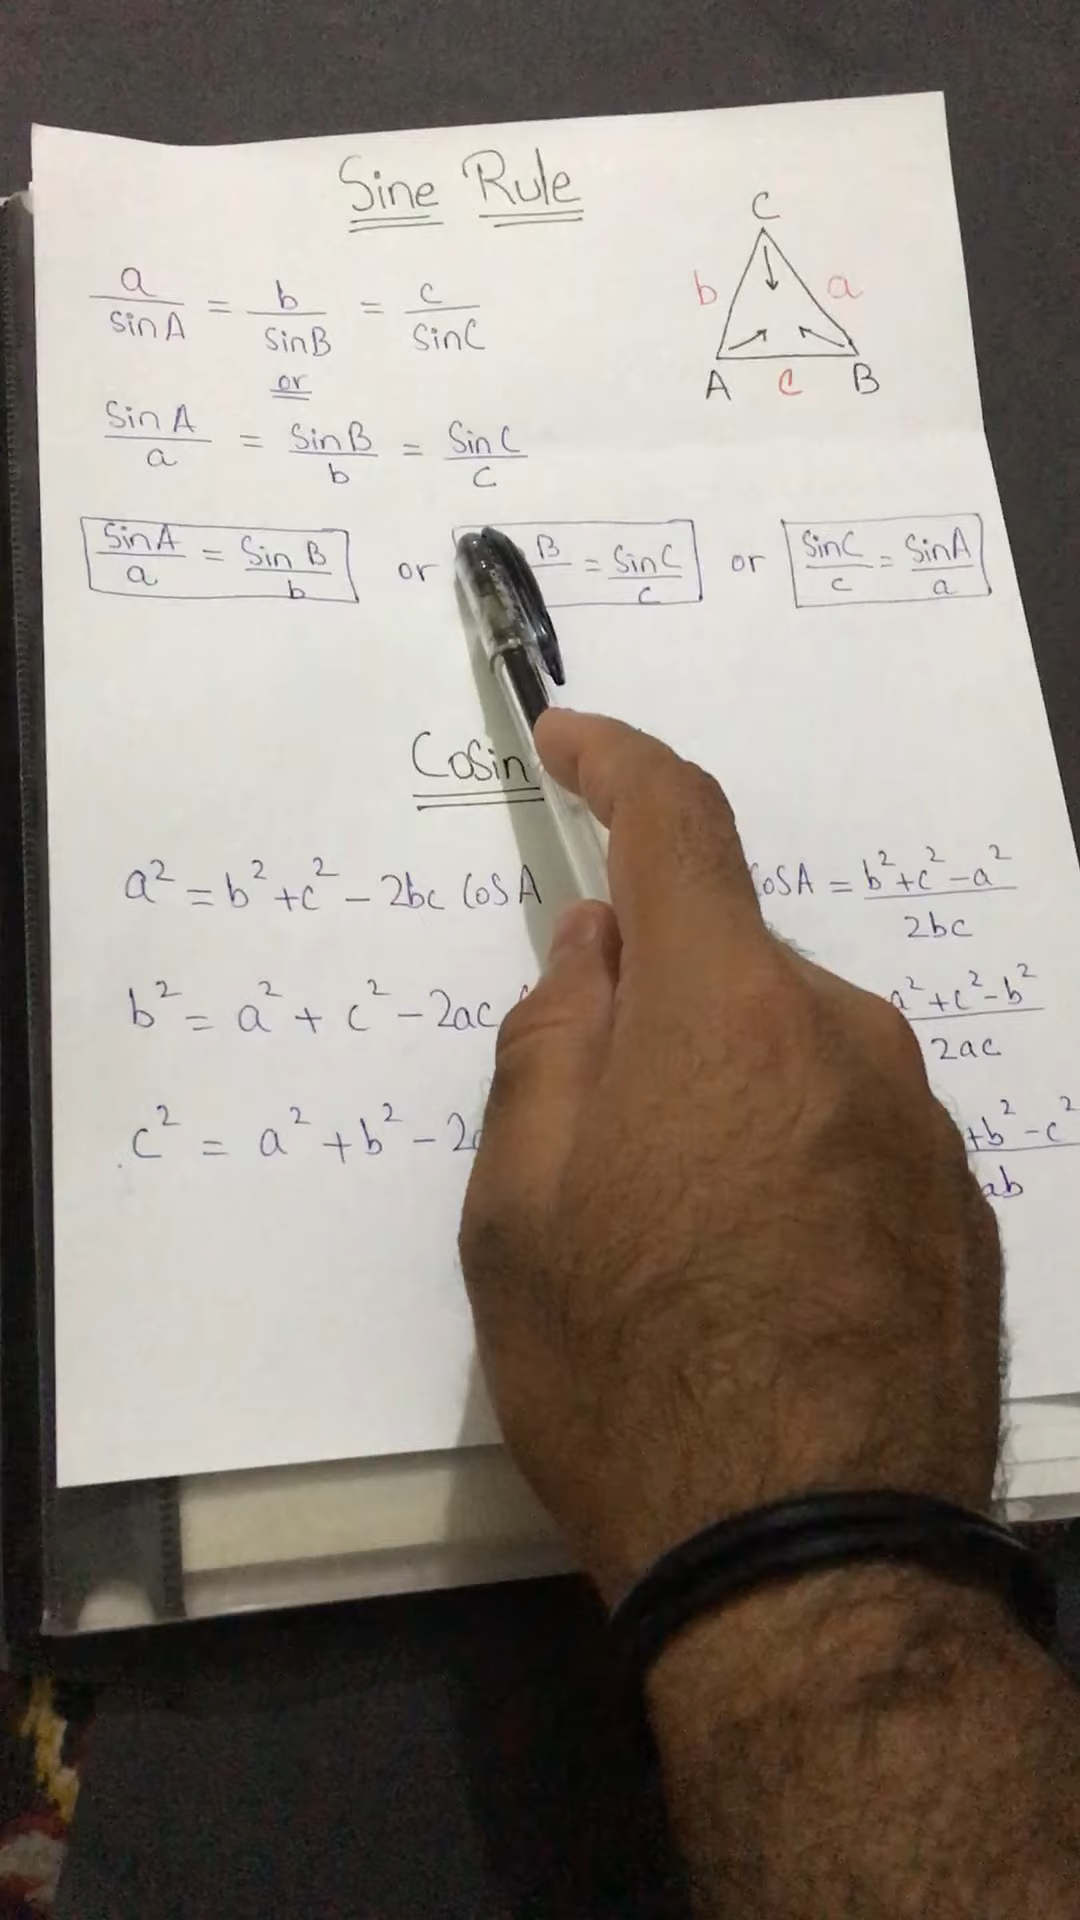 Sine Rule
C
b a
A c B
a/sinA = b/sinB = c/sinC
or
SinA/a = SinB/b = SinC/c
SinA/a = SinB/b or B = SinC/c or SinC/c = SinA/a
Cosin
a² = b² + c² - 2bc CosA
CosA = b² + c² - a²/2bc
b² = a² + c² - 2ac
a² + c² - b²/2ac
c² = a² + b² - 2
+b² - c²/ab